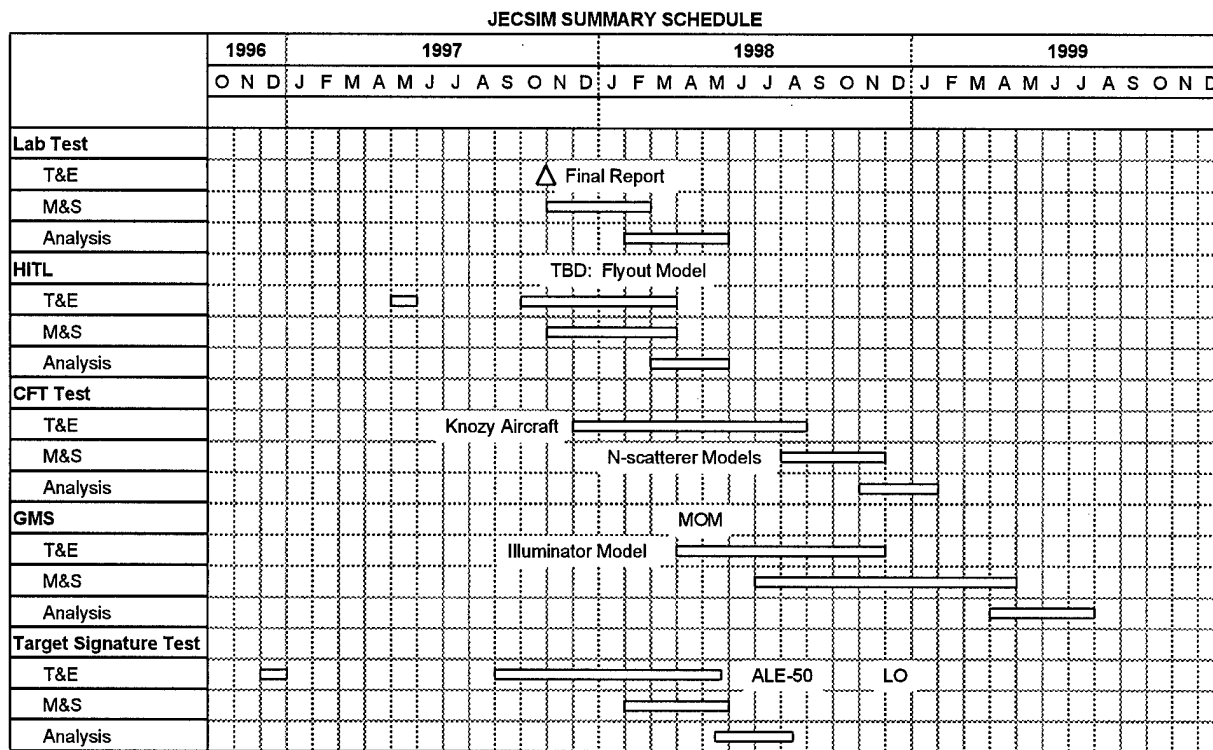 JECSIM SUMMARY SCHEDULE
1996 1997 1998 1999
O N D J F M A M J J A S O N D J F M A M J J A S O N D J F M A M J J A S O N D
Lab Test
T&E Final Report
M&S
Analysis
HITL TBD: Flyout Model
T&E
M&S
Analysis
CFT Test
T&E Knozy Aircraft
M&S N-scatterer Models
Analysis
GMS MOM
T&E Illuminator Model
M&S
Analysis
Target Signature Test
T&E ALE-50 LO
M&S
Analysis